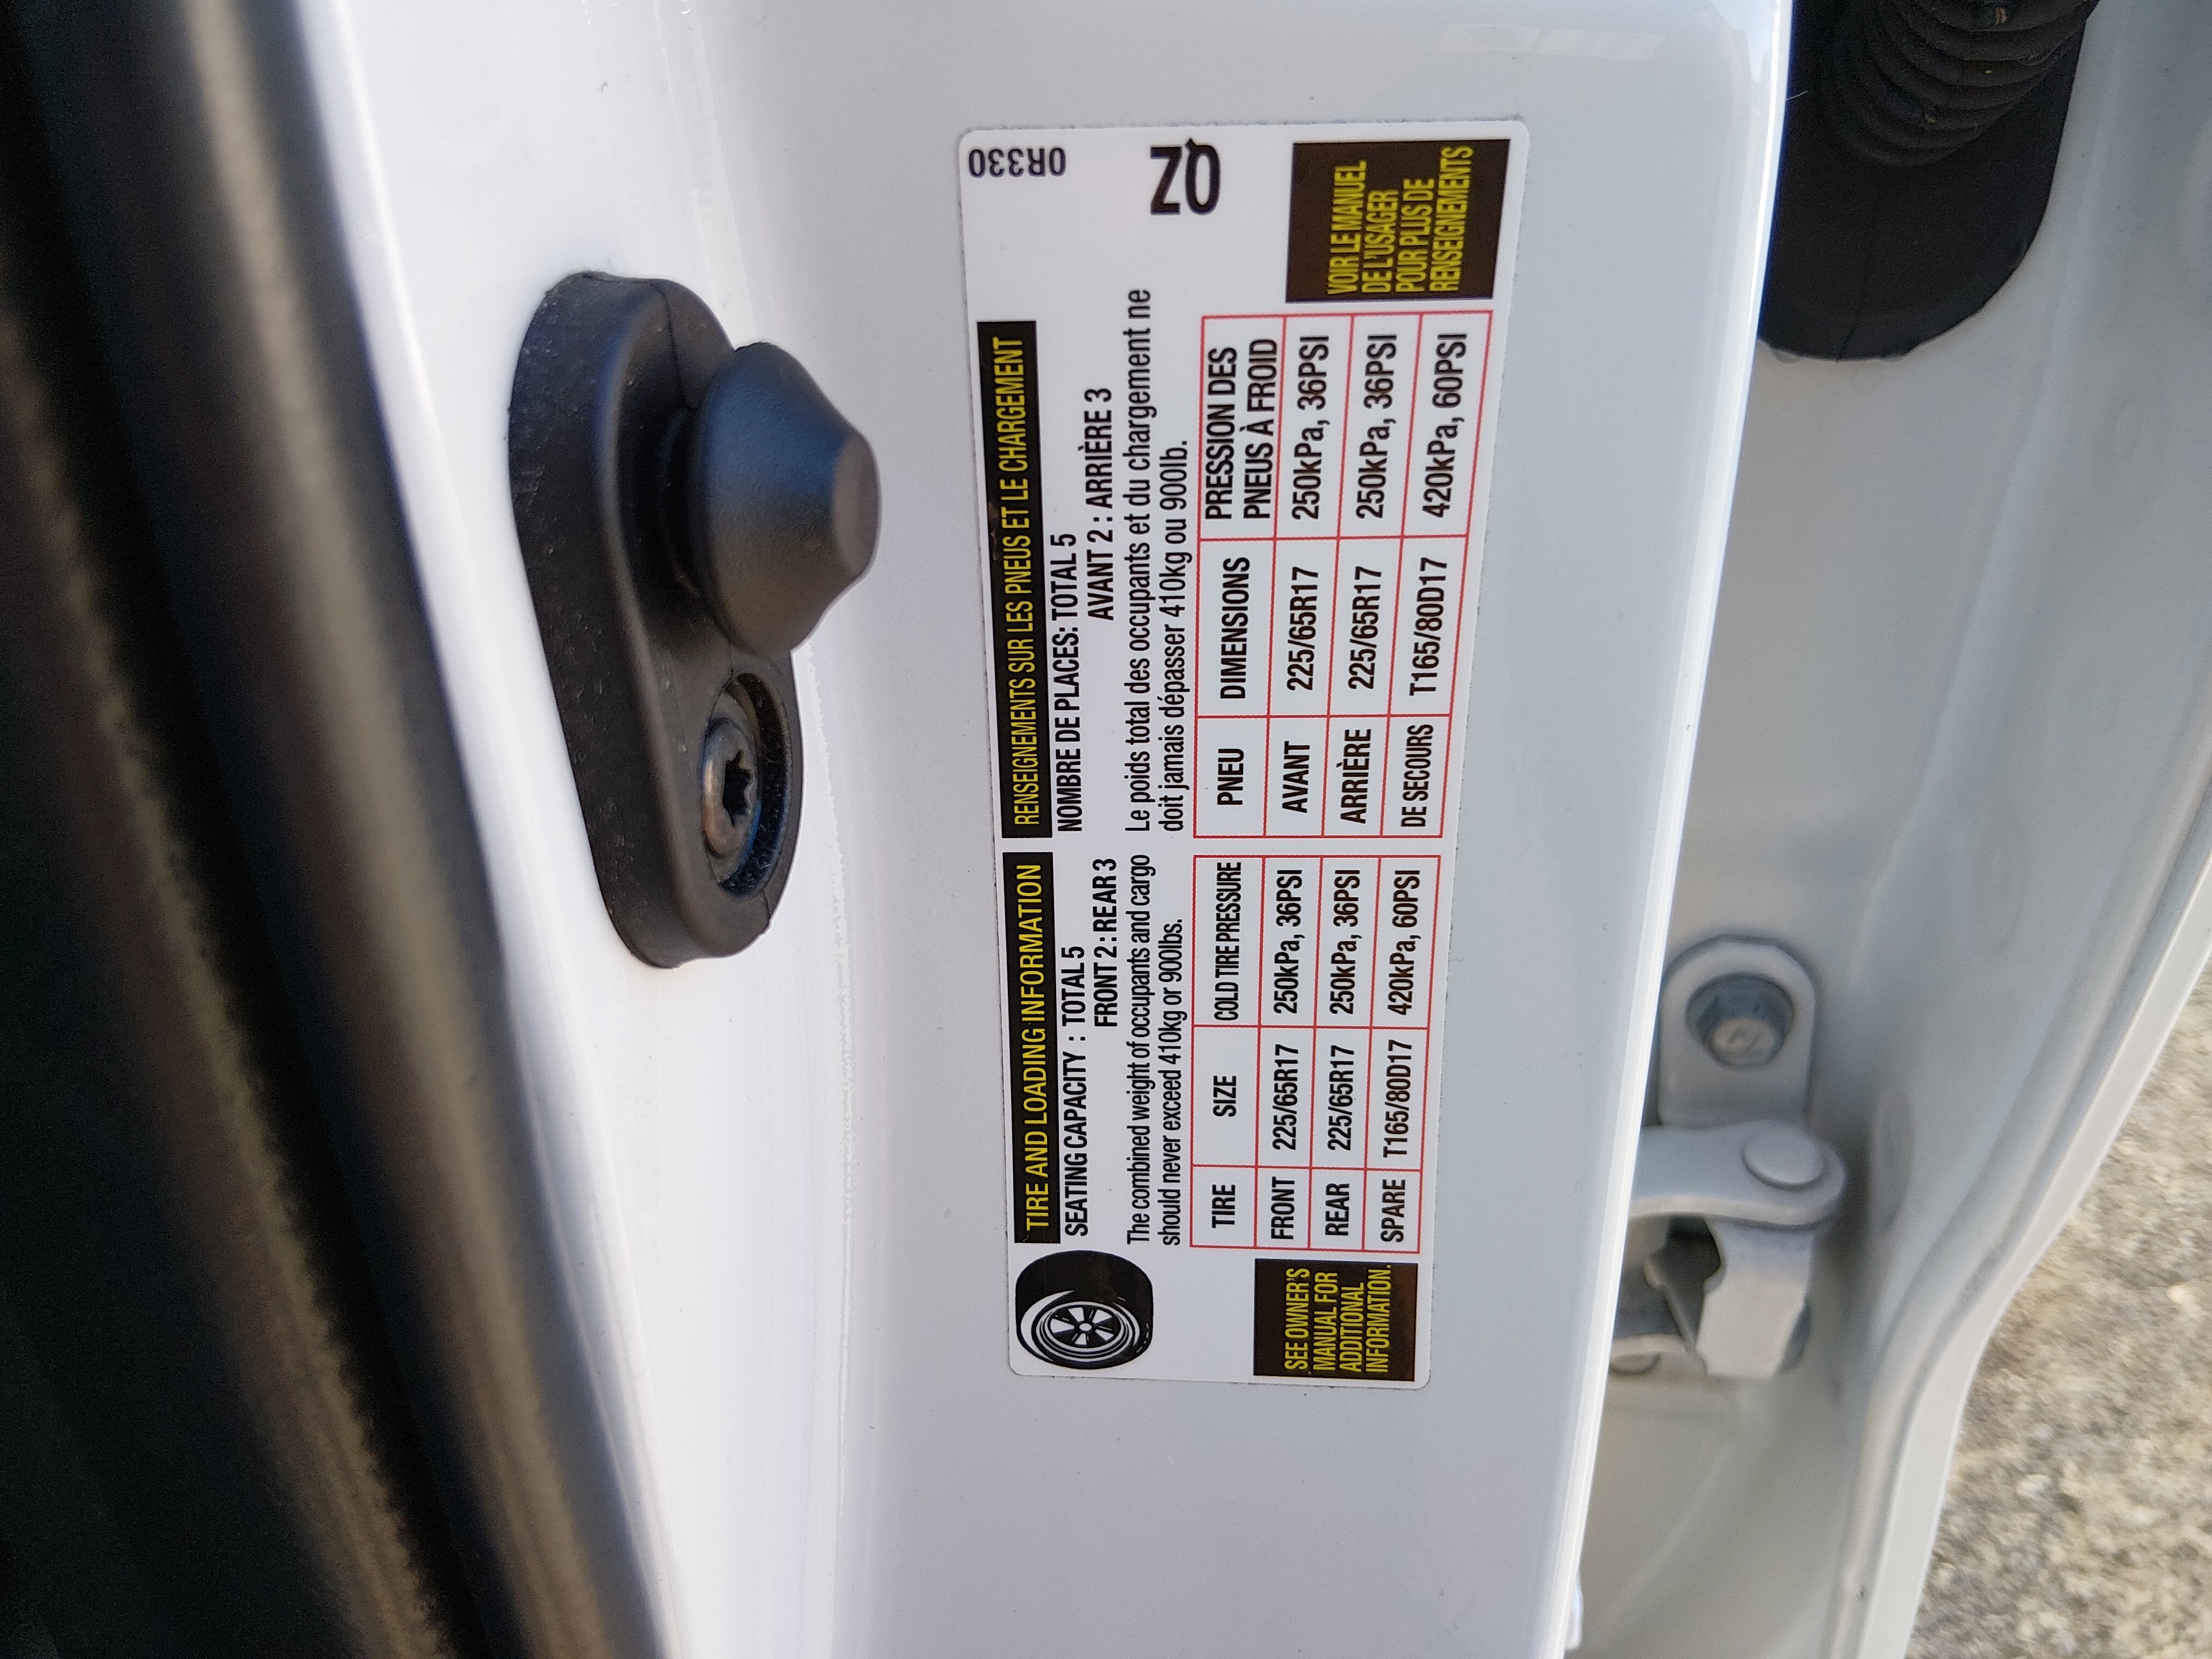 TIRE AND LOADING INFORMATION
SEATING CAPACITY : TOTAL 5
FRONT 2 : REAR 3
The combined weight of occupants and cargo
should never exceed 410kg or 900lbs.
TIRE SIZE COLD TIRE PRESSURE
FRONT 225/65R17 250kPa, 36PSI
REAR 225/65R17 250kPa, 36PSI
SPARE T165/80D17 420kPa, 60PSI
SEE OWNER'S
MANUAL FOR
ADDITIONAL
INFORMATION.
RENSEIGNEMENTS SUR LES PNEUS ET LE CHARGEMENT
NOMBRE DE PLACES: TOTAL 5
AVANT 2 : ARRIÈRE 3
Le poids total des occupants et du chargement ne
doit jamais dépasser 410kg ou 900lb.
PNEU DIMENSIONS PRESSION DES
PNEUS À FROID
AVANT 225/65R17 250kPa, 36PSI
ARRIÈRE 225/65R17 250kPa, 36PSI
DE SECOURS T165/80D17 420kPa, 60PSI
VOIR LE MANUEL
DE L'USAGER
POUR PLUS DE
RENSEIGNEMENTS
0R330
QZ